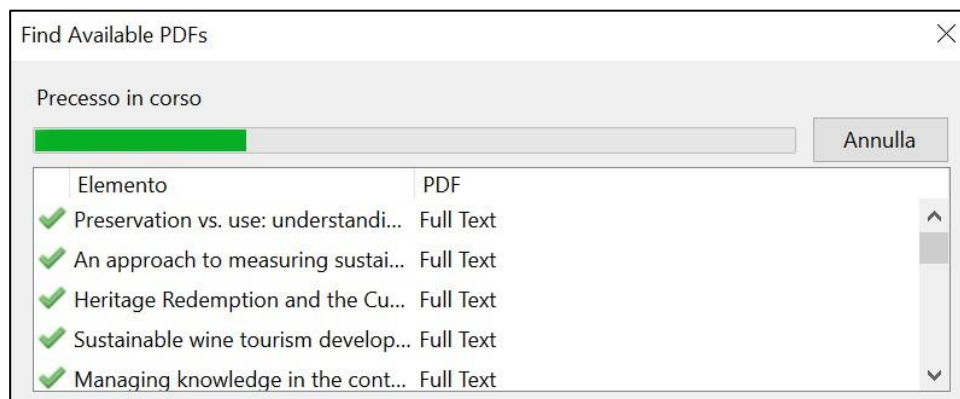 Find Available PDFs
Precesso in corso
Annulla
Elemento PDF
Preservation vs. use: understandi... Full Text
An approach to measuring sustai... Full Text
Heritage Redemption and the Cu... Full Text
Sustainable wine tourism develop... Full Text
Managing knowledge in the cont... Full Text